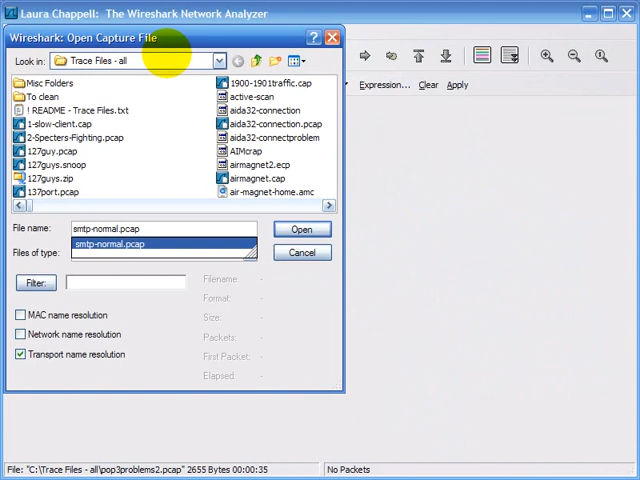 Laura Chappell: The Wireshark Network Analyzer
Wireshark: Open Capture File
Look in: Trace Files - all
Expression... Clear Apply
Misc Folders
To clean
! README - Trace Files.txt
1-slow-client.cap
2-Specters-Fighting.pcap
127guy.pcap
127guys.snoop
127guys.zip
137port.pcap
1900-1901traffic.cap
active-scan
aida32-connection
aida32-connection.pcap
aida32-connectproblem
AIMcrap
airmagnet2.ecp
airmagnet.cap
air-magnet-home.amc
File name: smtp-normal.pcap Open
smtp-normal.pcap
Files of type: Cancel
Filter:
Filename: -
Format: -
Size: -
Packets: -
First Packet: -
Elapsed: -
MAC name resolution
Network name resolution
Transport name resolution
File: "C:\Trace Files - all\pop3problems2.pcap" 2655 Bytes 00:00:35 No Packets